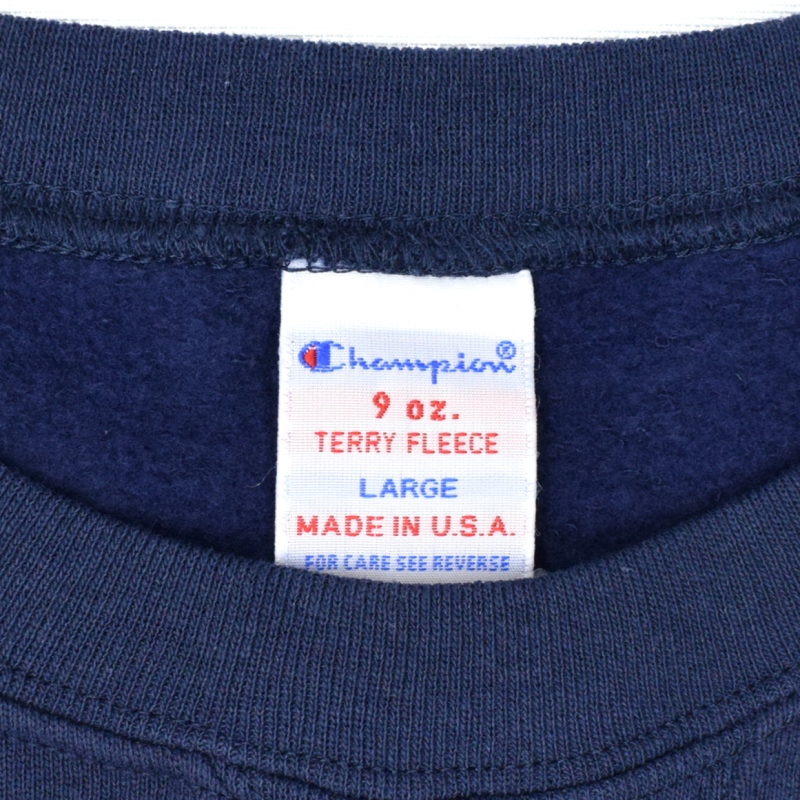 Champion®
9 oz.
TERRY FLEECE
LARGE
MADE IN U.S.A.
FOR CARE SEE REVERSE